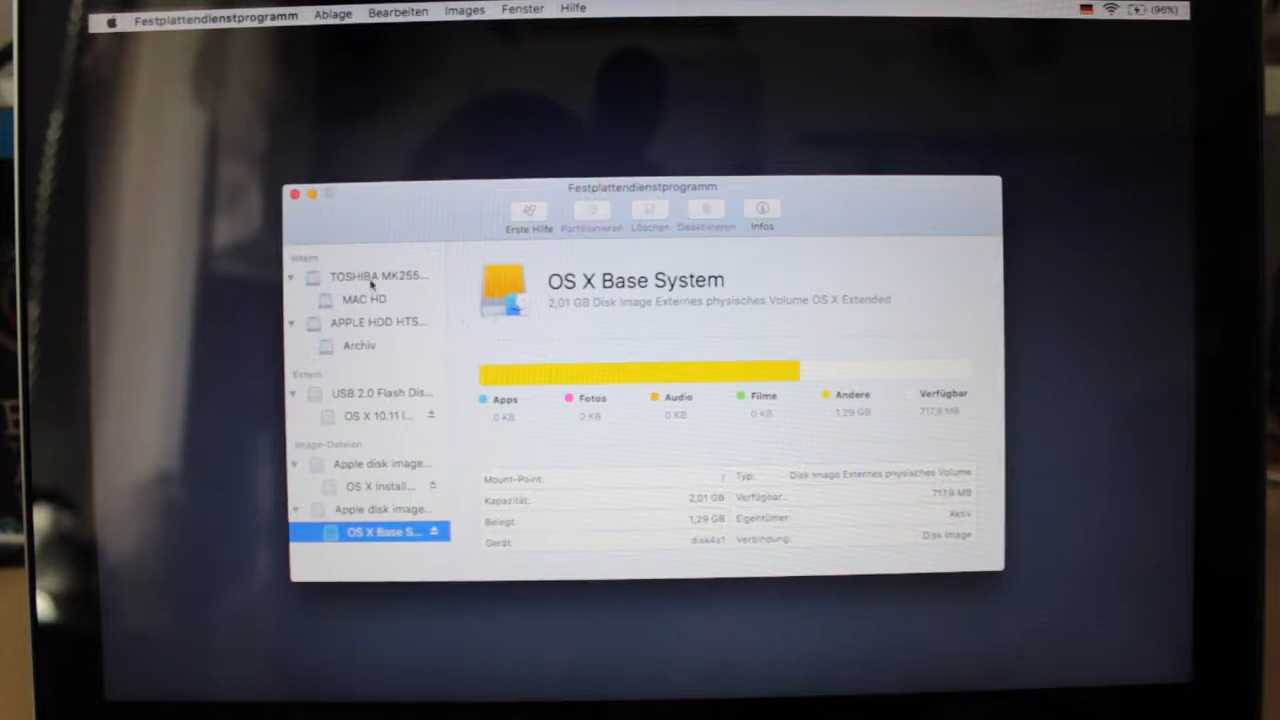 Festplattendienstprogramm Ablage Bearbeiten Images Fenster Hilfe (96%)
Festplattendienstprogramm
Erste Hilfe Partitionieren Löschen Deaktivieren Infos
Intern
TOSHIBA MK255...
MAC HD
APPLE HDD HTS...
Archiv
Extern
USB 2.0 Flash Dis...
OS X 10.11 I...
Image-Dateien
Apple disk image...
OS X Install...
Apple disk image...
OS X Base S...
OS X Base System
2,01 GB Disk Image Externes physisches Volume OS X Extended
Apps Fotos Audio Filme Andere Verfügbar
0 KB 0 KB 0 KB 0 KB 1,29 GB 717,9 MB
Mount-Point: / Typ: Disk Image Externes physisches Volume
Kapazität: 2,01 GB Verfügbar: 717,9 MB
Belegt: 1,29 GB Eigentümer: Aktiv
Gerät: disk4s1 Verbindung: Disk Image